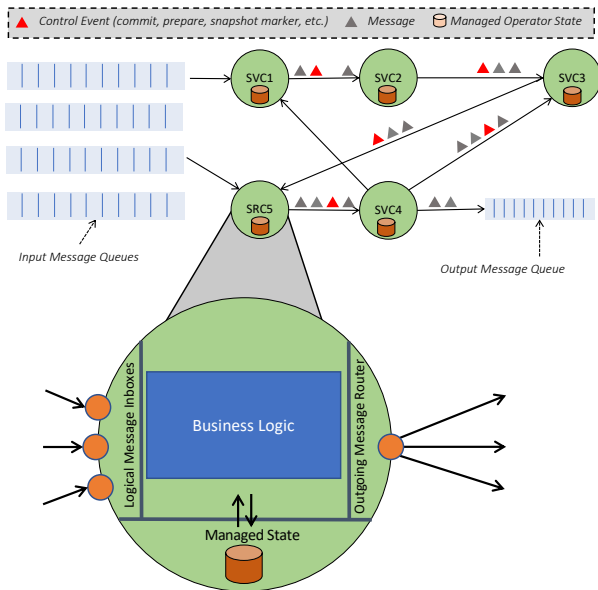 Control Event (commit, prepare, snapshot marker, etc.) Message Managed Operator State
SVC1 SVC2 SVC3
SRC5 SVC4
Input Message Queues
Output Message Queue
Logical Message Inboxes
Business Logic
Outgoing Message Router
Managed State